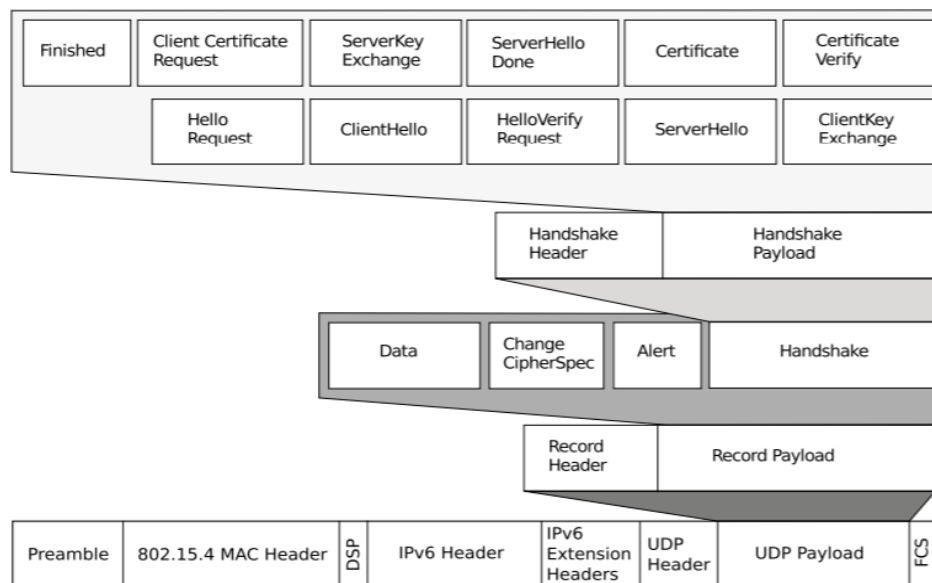 Finished
Client Certificate
Request
ServerKey
Exchange
ServerHello
Done
Certificate
Certificate
Verify
Hello
Request
ClientHello
HelloVerify
Request
ServerHello
ClientKey
Exchange
Handshake
Header
Handshake
Payload
Data
Change
CipherSpec
Alert
Handshake
Record
Header
Record Payload
Preamble
802.15.4 MAC Header
DSP
IPv6 Header
IPv6
Extension
Headers
UDP
Header
UDP Payload
FCS